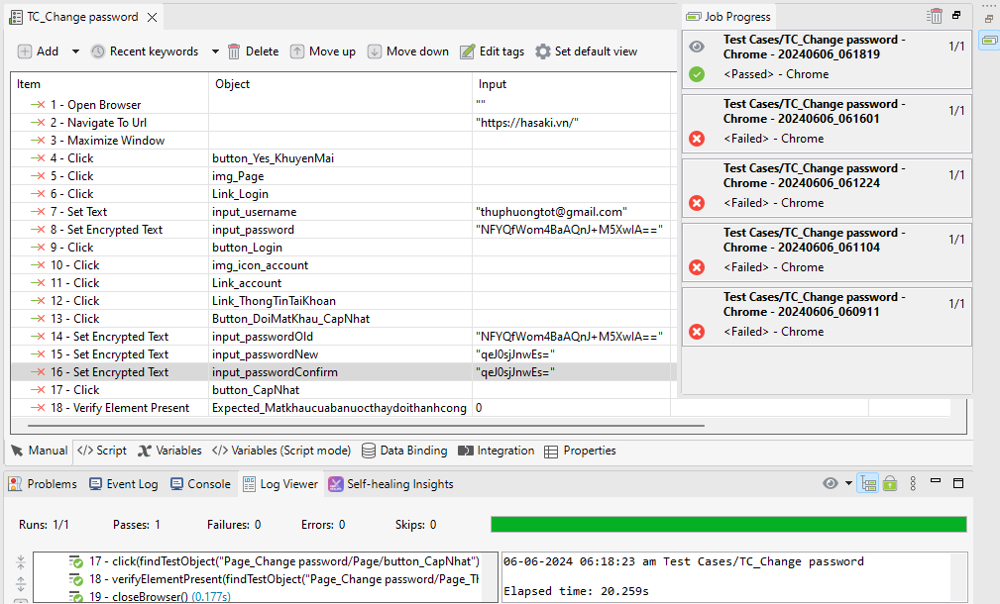 TC_Change password
Add Recent keywords Delete Move up Move down Edit tags Set default view
Item Object Input
1 - Open Browser ""
2 - Navigate To Url "https://hasaki.vn/"
3 - Maximize Window
4 - Click button_Yes_KhuyenMai
5 - Click img_Page
6 - Click Link_Login
7 - Set Text input_username "thuphuongtot@gmail.com"
8 - Set Encrypted Text input_password "NFYQfWom4BaAQnJ+M5XwlA=="
9 - Click button_Login
10 - Click img_icon_account
11 - Click Link_account
12 - Click Link_ThongTinTaiKhoan
13 - Click Button_DoiMatKhau_CapNhat
14 - Set Encrypted Text input_passwordOld "NFYQfWom4BaAQnJ+M5XwlA=="
15 - Set Encrypted Text input_passwordNew "qeJ0sjJnwEs="
16 - Set Encrypted Text input_passwordConfirm "qeJ0sjJnwEs="
17 - Click button_CapNhat
18 - Verify Element Present Expected_Matkhaucuabanuocthaydoithanhcong 0
Job Progress
Test Cases/TC_Change password - 1/1
Chrome - 20240606_061819
<Passed> - Chrome
Test Cases/TC_Change password - 1/1
Chrome - 20240606_061601
<Failed> - Chrome
Test Cases/TC_Change password - 1/1
Chrome - 20240606_061224
<Failed> - Chrome
Test Cases/TC_Change password - 1/1
Chrome - 20240606_061104
<Failed> - Chrome
Test Cases/TC_Change password - 1/1
Chrome - 20240606_060911
<Failed> - Chrome
Manual </> Script Variables </> Variables (Script mode) Data Binding Integration Properties
Problems Event Log Console Log Viewer Self-healing Insights
Runs: 1/1 Passes: 1 Failures: 0 Errors: 0 Skips: 0
17 - click(findTestObject("Page_Change password/Page/button_CapNhat")
18 - verifyElementPresent(findTestObject("Page_Change password/Page_Th
19 - closeBrowser() (0.177s)
06-06-2024 06:18:23 am Test Cases/TC_Change password
Elapsed time: 20.259s